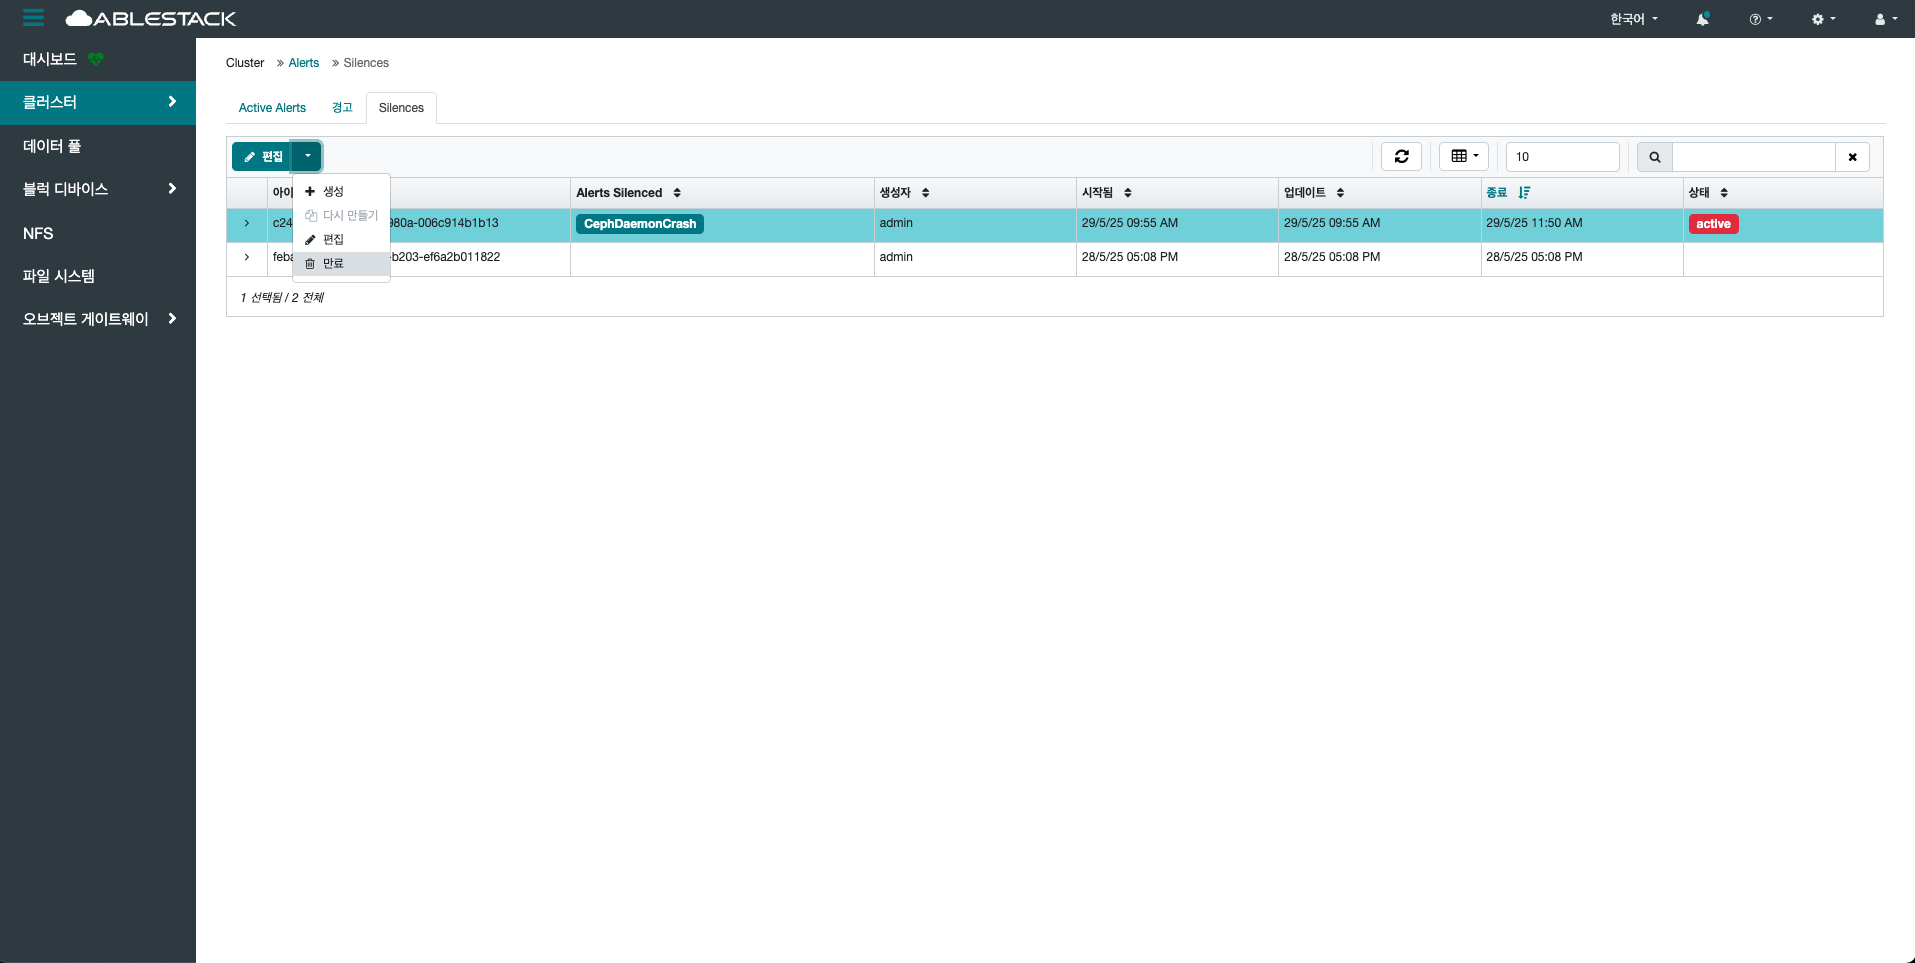 ABLESTACK
한국어
대시보드
클러스터
데이터 풀
블럭 디바이스
NFS
파일 시스템
오브젝트 게이트웨이
Cluster » Alerts » Silences
Active Alerts 경고 Silences
편집
10
생성
다시 만들기
편집
만료
아이 Alerts Silenced 생성자 시작됨 업데이트 종료 상태
c24 980a-006c914b1b13 CephDaemonCrash admin 29/5/25 09:55 AM 29/5/25 09:55 AM 29/5/25 11:50 AM active
feba -b203-ef6a2b011822 admin 28/5/25 05:08 PM 28/5/25 05:08 PM 28/5/25 05:08 PM
1 선택됨 / 2 전체